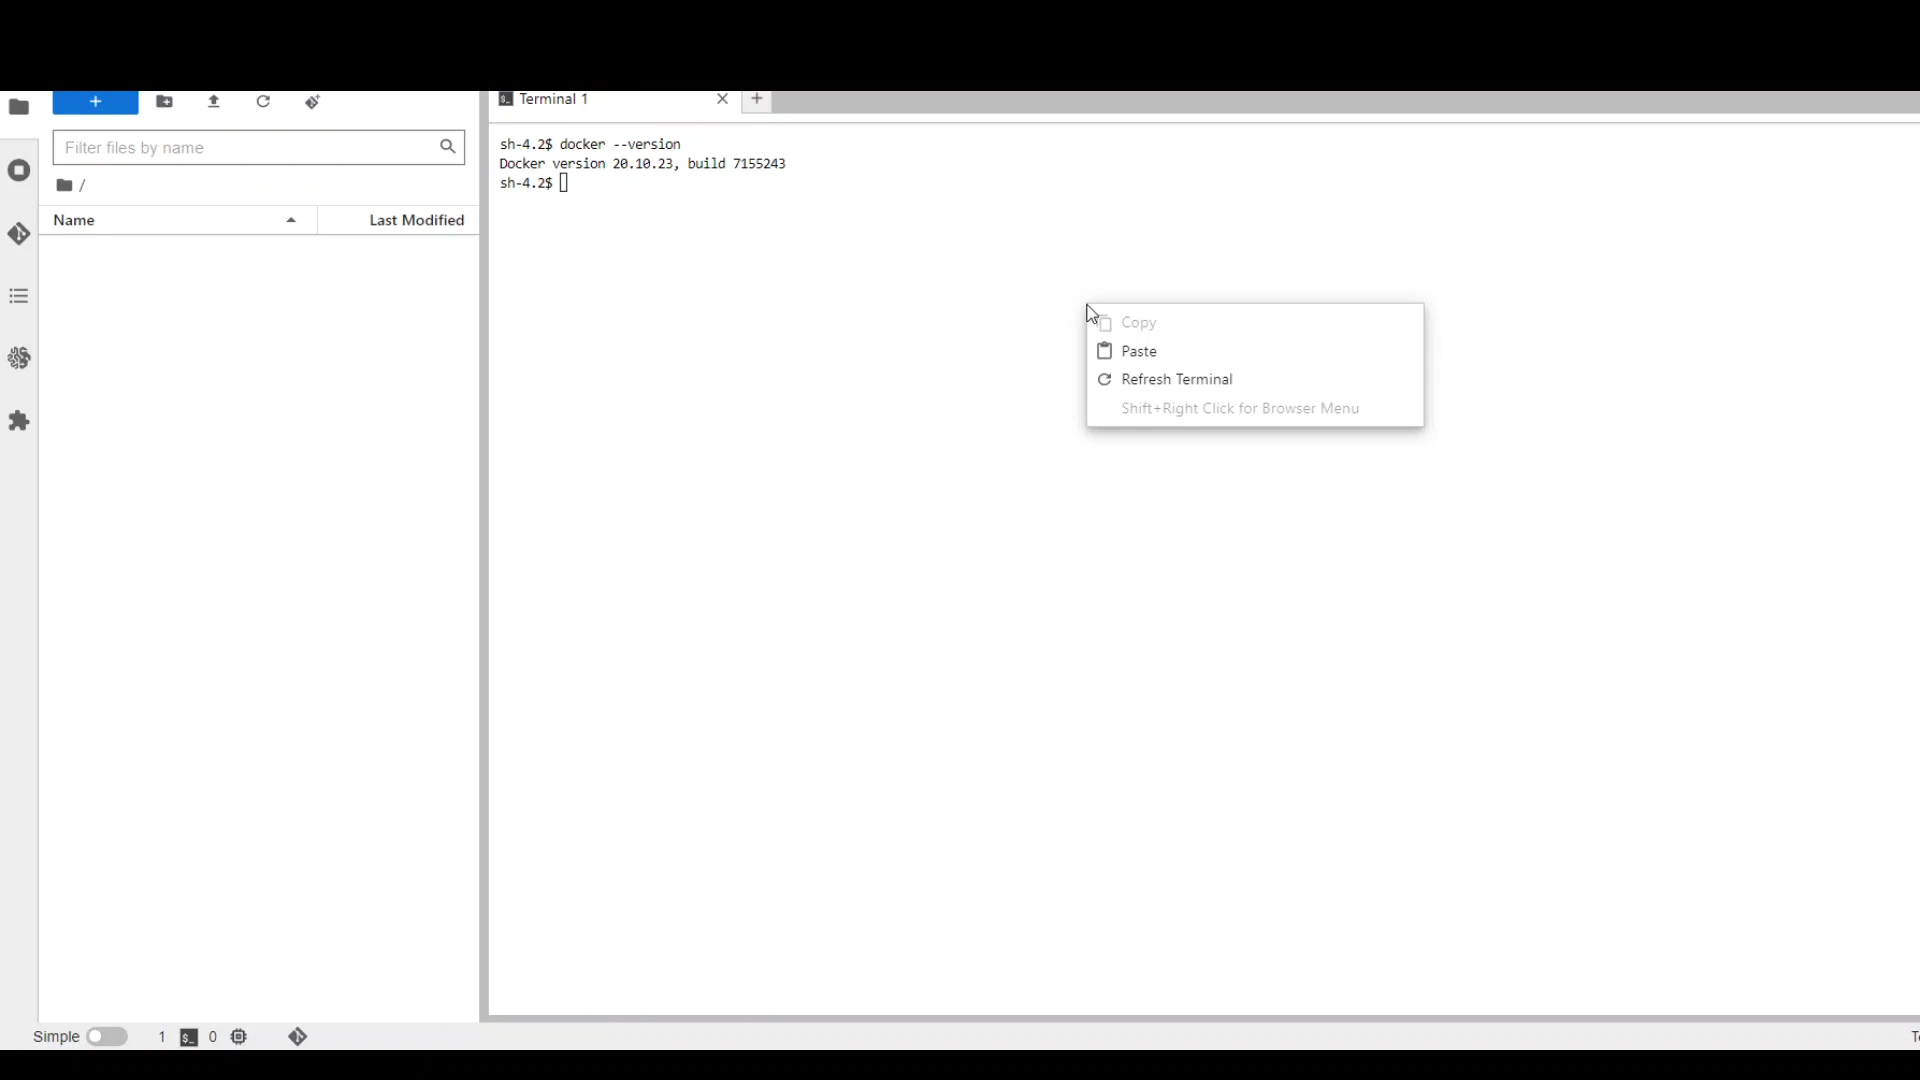 Terminal 1
Filter files by name
/
Name Last Modified
sh-4.2$ docker --version
Docker version 20.10.23, build 7155243
sh-4.2$
Copy
Paste
Refresh Terminal
Shift+Right Click for Browser Menu
Simple 1 $_ 0